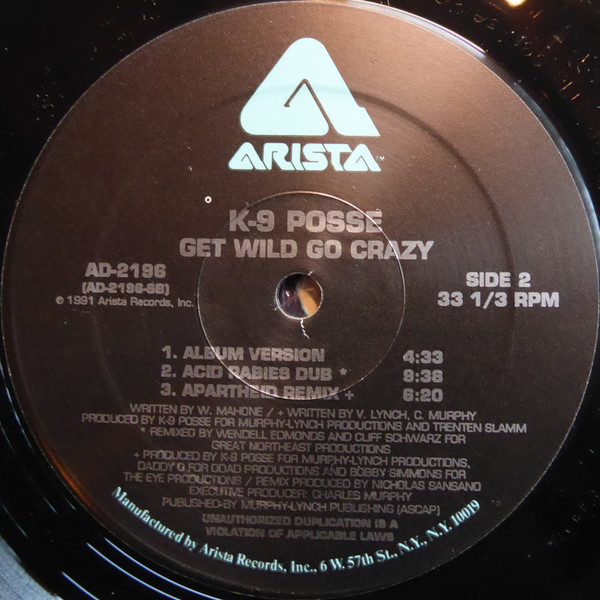 ARISTA™
K-9 POSSE
GET WILD GO CRAZY
AD-2196
(AD-2196-SB)
℗ 1991 Arista Records, Inc.
SIDE 2
33 1/3 RPM
1. ALBUM VERSION 4:33
2. ACID RABIES DUB * 9:38
3. APARTHEID REMIX + 6:20
WRITTEN BY W. MAHONE / + WRITTEN BY V. LYNCH, C. MURPHY
PRODUCED BY K-9 POSSE FOR MURPHY-LYNCH PRODUCTIONS AND TRENTEN SLAMM
* REMIXED BY WENDELL EDMONDS AND CLIFF SCHWARZ FOR
GREAT NORTHEAST PRODUCTIONS
+ PRODUCED BY K-9 POSSE FOR MURPHY-LYNCH PRODUCTIONS,
DADDY O FOR ODAD PRODUCTIONS AND BOBBY SIMMONS FOR
THE EYE PRODUCTIONS / REMIX PRODUCED BY NICHOLAS SANSANO
EXECUTIVE PRODUCER: CHARLES MURPHY
PUBLISHED BY MURPHY-LYNCH PUBLISHING (ASCAP)
UNAUTHORIZED DUPLICATION IS A
VIOLATION OF APPLICABLE LAWS
Manufactured by Arista Records, Inc., 6 W. 57th St., N.Y., N.Y. 10019